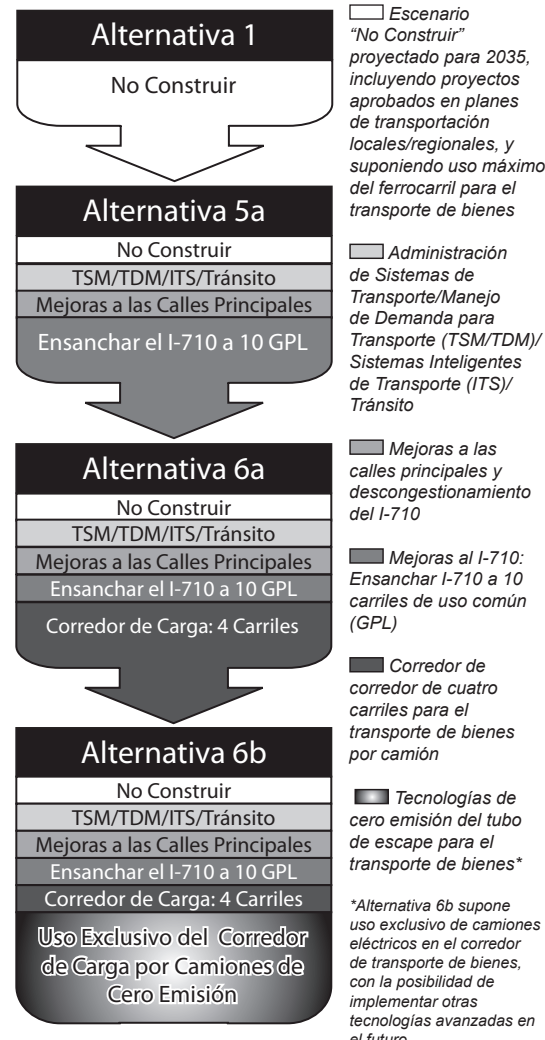 Alternativa 1
No Construir
Alternativa 5a
No Construir
TSM/TDM/ITS/Tránsito
Mejoras a las Calles Principales
Ensanchar el I-710 a 10 GPL
Alternativa 6a
No Construir
TSM/TDM/ITS/Tránsito
Mejoras a las Calles Principales
Ensanchar el I-710 a 10 GPL
Corredor de Carga: 4 Carriles
Alternativa 6b
No Construir
TSM/TDM/ITS/Tránsito
Mejoras a las Calles Principales
Ensanchar el I-710 a 10 GPL
Corredor de Carga: 4 Carriles
Uso Exclusivo del Corredor
de Carga por Camiones de
Cero Emisión
Escenario
“No Construir”
proyectado para 2035,
incluyendo proyectos
aprobados en planes
de transportación
locales/regionales, y
suponiendo uso máximo
del ferrocarril para el
transporte de bienes
Administración
de Sistemas de
Transporte/Manejo
de Demanda para
Transporte (TSM/TDM)/
Sistemas Inteligentes
de Transporte (ITS)/
Tránsito
Mejoras a las
calles principales y
descongestionamiento
del I-710
Mejoras al I-710:
Ensanchar I-710 a 10
carriles de uso común
(GPL)
Corredor de
corredor de cuatro
carriles para el
transporte de bienes
por camión
Tecnologías de
cero emisión del tubo
de escape para el
transporte de bienes*
*Alternativa 6b supone
uso exclusivo de camiones
eléctricos en el corredor
de transporte de bienes,
con la posibilidad de
implementar otras
tecnologías avanzadas en
el futuro